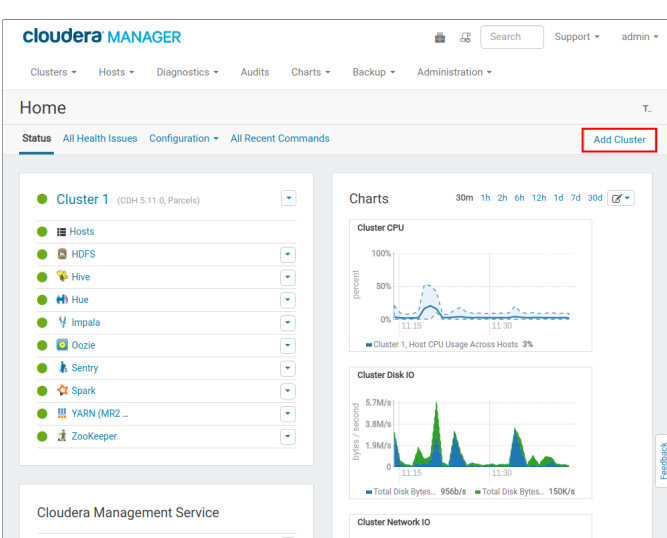 cloudera MANAGER
Search
Support
admin
Clusters
Hosts
Diagnostics
Audits
Charts
Backup
Administration
Home
T...
Status
All Health Issues
Configuration
All Recent Commands
Add Cluster
Cluster 1 (CDH 5.11.0, Parcels)
Hosts
HDFS
Hive
Hue
Impala
Oozie
Sentry
Spark
YARN (MR2 ...
ZooKeeper
Cloudera Management Service
Charts
30m 1h 2h 6h 12h 1d 7d 30d
Cluster CPU
percent
100%
50%
0%
11:15
11:30
Cluster 1, Host CPU Usage Across Hosts 3%
Cluster Disk IO
bytes / second
5.7M/s
3.8M/s
1.9M/s
0
11:15
11:30
Total Disk Bytes... 956b/s
Total Disk Bytes... 150K/s
Cluster Network IO
Feedback